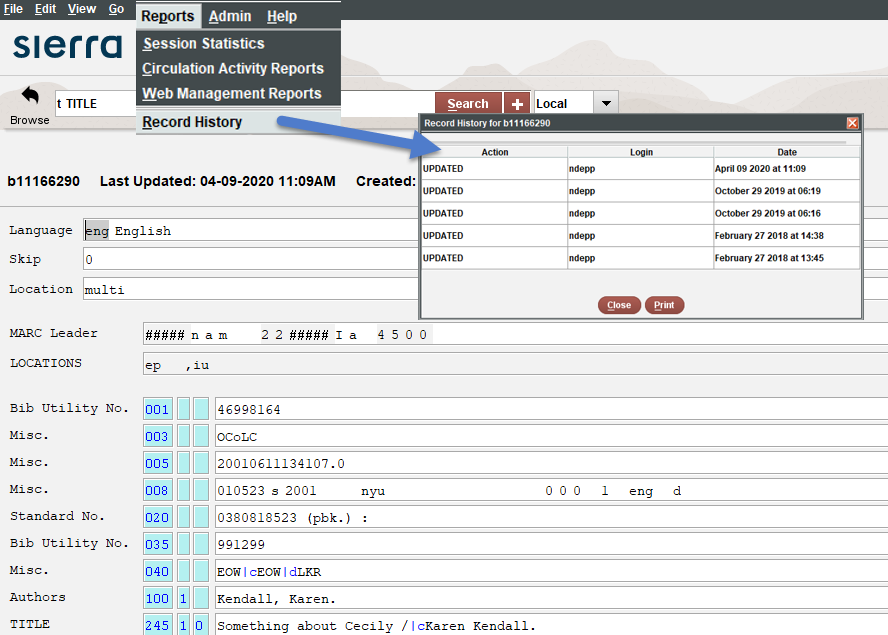 File Edit View Go Reports Admin Help
sierra
Session Statistics
Circulation Activity Reports
Web Management Reports
Record History
Browse
t TITLE
Search + Local
Record History for b11166290
Action Login Date
UPDATED ndepp April 09 2020 at 11:09
UPDATED ndepp October 29 2019 at 06:19
UPDATED ndepp October 29 2019 at 06:16
UPDATED ndepp February 27 2018 at 14:38
UPDATED ndepp February 27 2018 at 13:45
Close Print
b11166290 Last Updated: 04-09-2020 11:09AM Created:
Language eng English
Skip 0
Location multi
MARC Leader ##### n a m 2 2 ##### I a 4 5 0 0
LOCATIONS ep ,iu
Bib Utility No. 001 46998164
Misc. 003 OCoLC
Misc. 005 20010611134107.0
Misc. 008 010523 s 2001 nyu 0 0 0 1 eng d
Standard No. 020 0380818523 (pbk.) :
Bib Utility No. 035 991299
Misc. 040 EOW|cEOW|dLKR
Authors 100 1 Kendall, Karen.
TITLE 245 1 0 Something about Cecily /|cKaren Kendall.